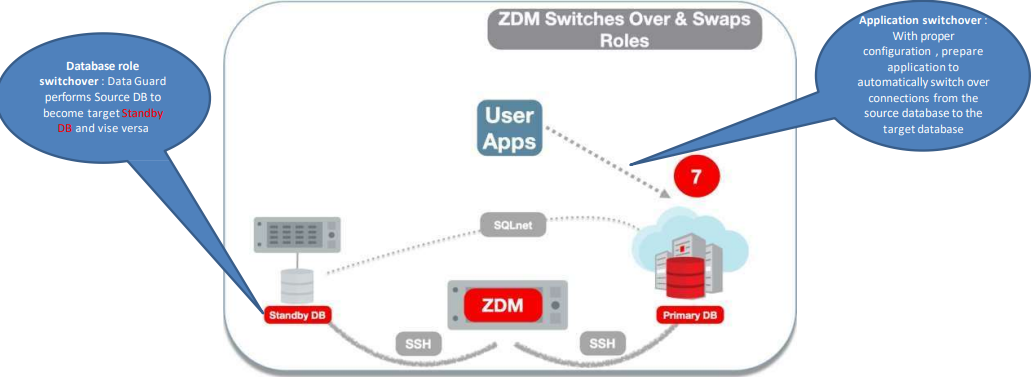 ZDM Switches Over & Swaps
Roles
Database role
switchover : Data Guard
performs Source DB to
become target Standby
DB and vise versa
Application switchover :
With proper
configuration , prepare
application to
automatically switch over
connections from the
source database to the
target database
User
Apps
7
SQLnet
ZDM
Standby DB
Primary DB
SSH
SSH